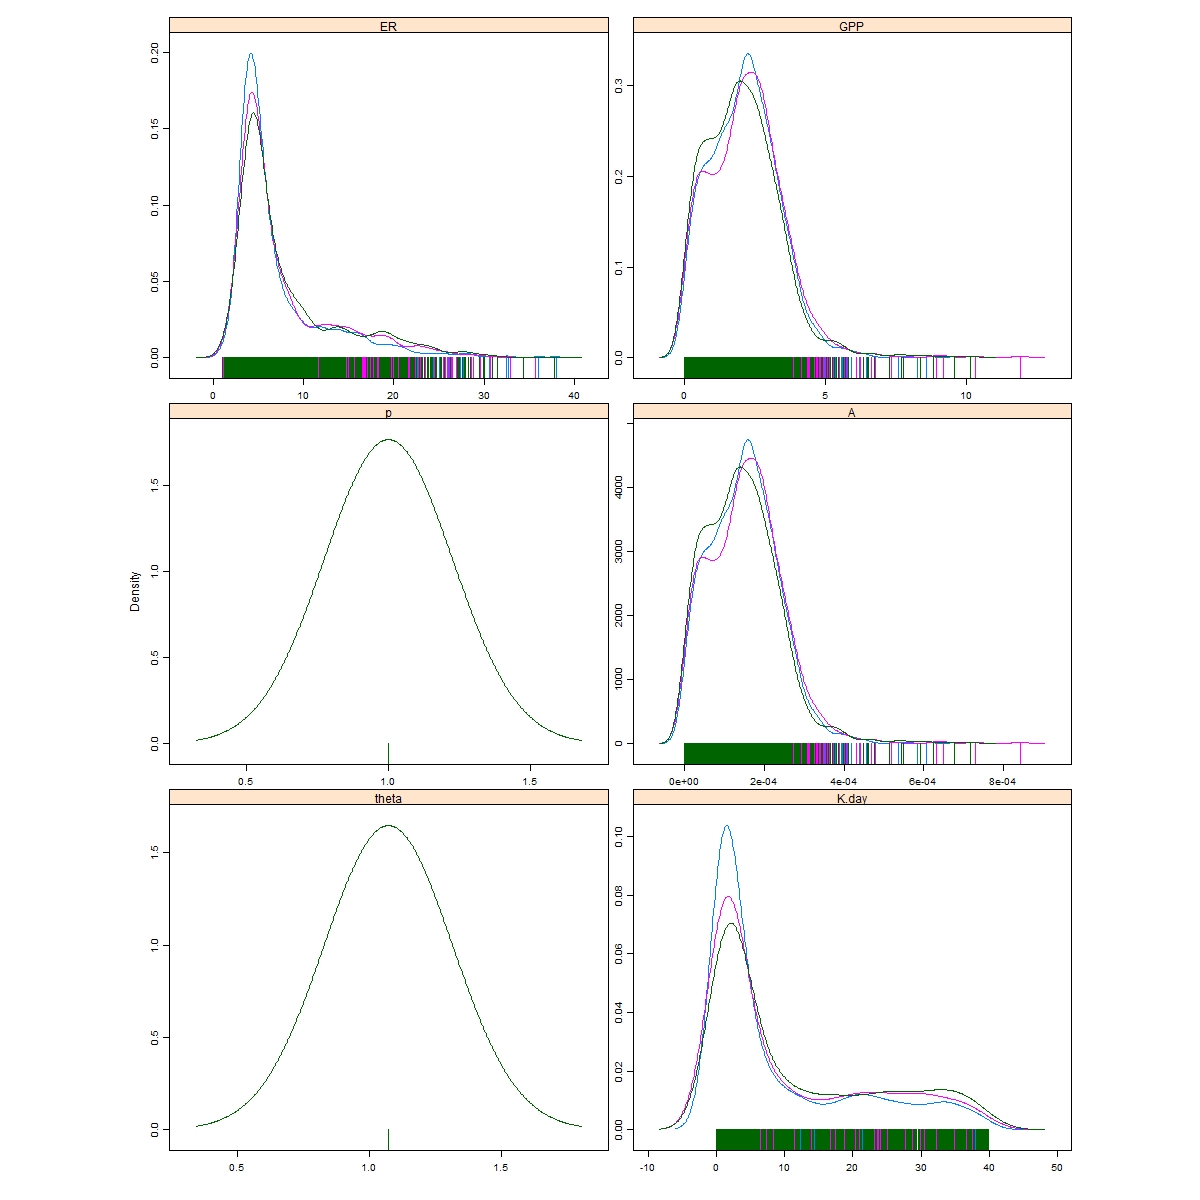 ER
0.00 0.05 0.10 0.15 0.20
0 10 20 30 40
GPP
0.0 0.1 0.2 0.3
0 5 10
p
Density
0.0 0.5 1.0 1.5
0.5 1.0 1.5
A
0 1000 2000 3000 4000
0e+00 2e-04 4e-04 6e-04 8e-04
theta
0.0 0.5 1.0 1.5
0.5 1.0 1.5
K.day
0.00 0.02 0.04 0.06 0.08 0.10
-10 0 10 20 30 40 50